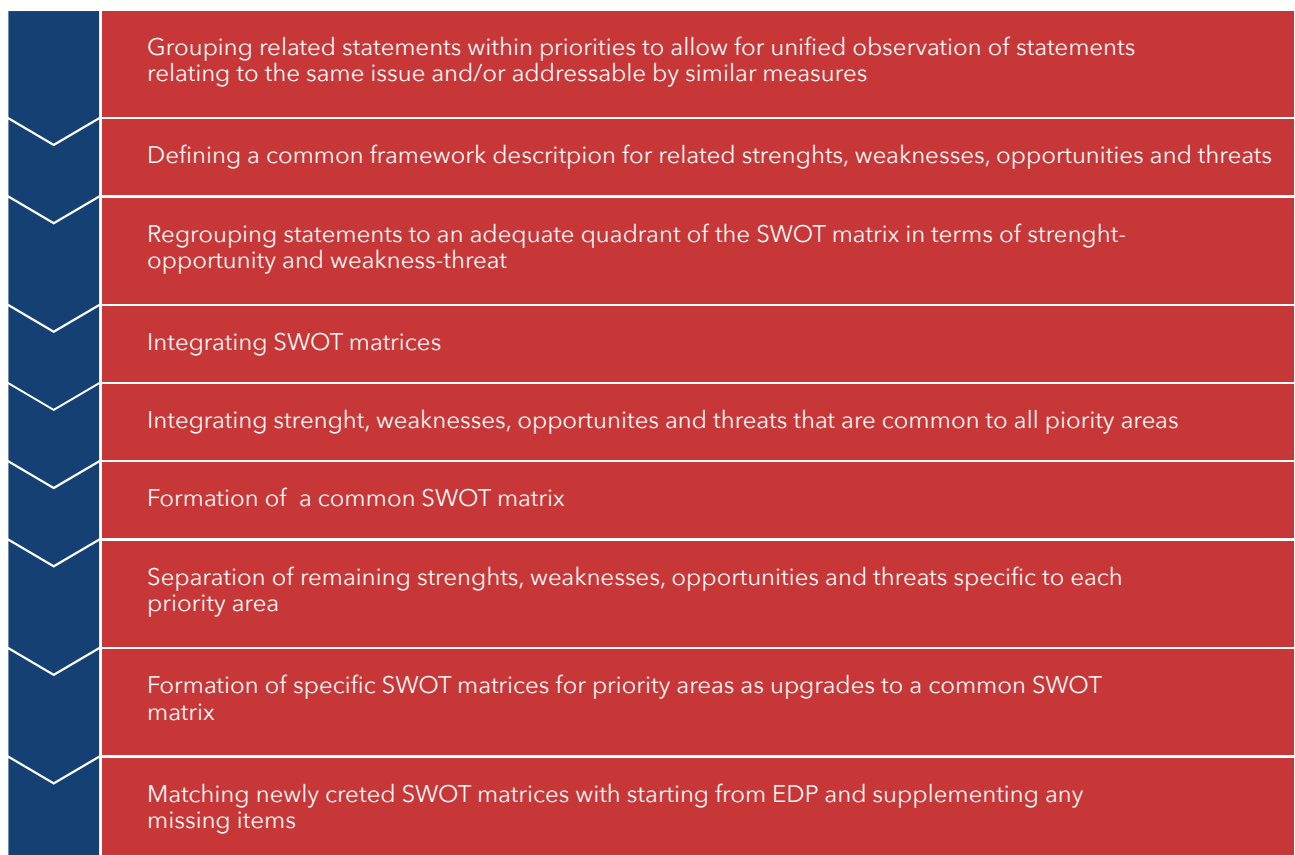 Grouping related statements within priorities to allow for unified observation of statements
relating to the same issue and/or addressable by similar measures
Defining a common framework descritpion for related strenghts, weaknesses, opportunities and threats
Regrouping statements to an adequate quadrant of the SWOT matrix in terms of strenght-
opportunity and weakness-threat
Integrating SWOT matrices
Integrating strenght, weaknesses, opportunites and threats that are common to all piority areas
Formation of  a common SWOT matrix
Separation of remaining strenghts, weaknesses, opportunities and threats specific to each
priority area
Formation of specific SWOT matrices for priority areas as upgrades to a common SWOT
matrix
Matching newly creted SWOT matrices with starting from EDP and supplementing any
missing items